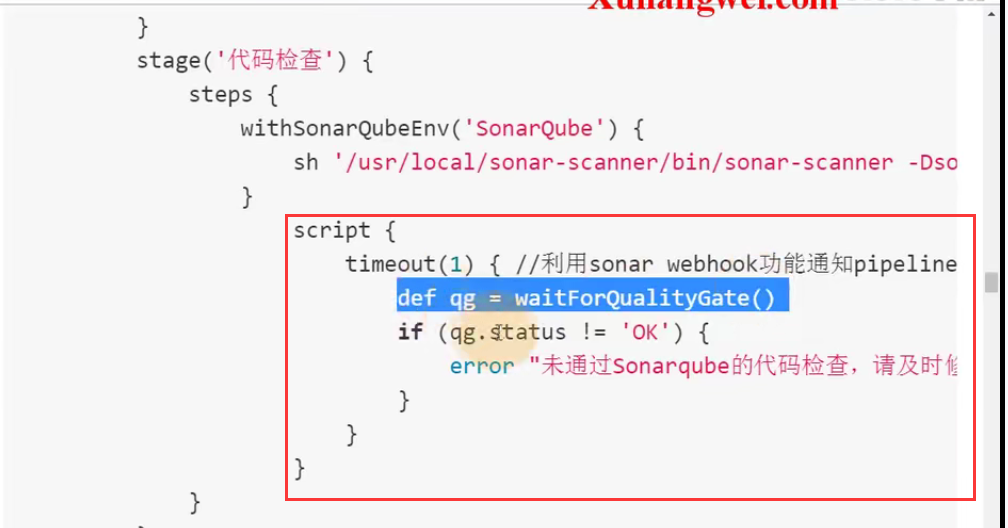 }
stage('代码检查') {
steps {
withSonarQubeEnv('SonarQube') {
sh '/usr/local/sonar-scanner/bin/sonar-scanner -Dso
}
script {
timeout(1) { //利用sonar webhook功能通知pipeline
def qg = waitForQualityGate()
if (qg.status != 'OK') {
error "未通过Sonarqube的代码检查，请及时修
}
}
}
}